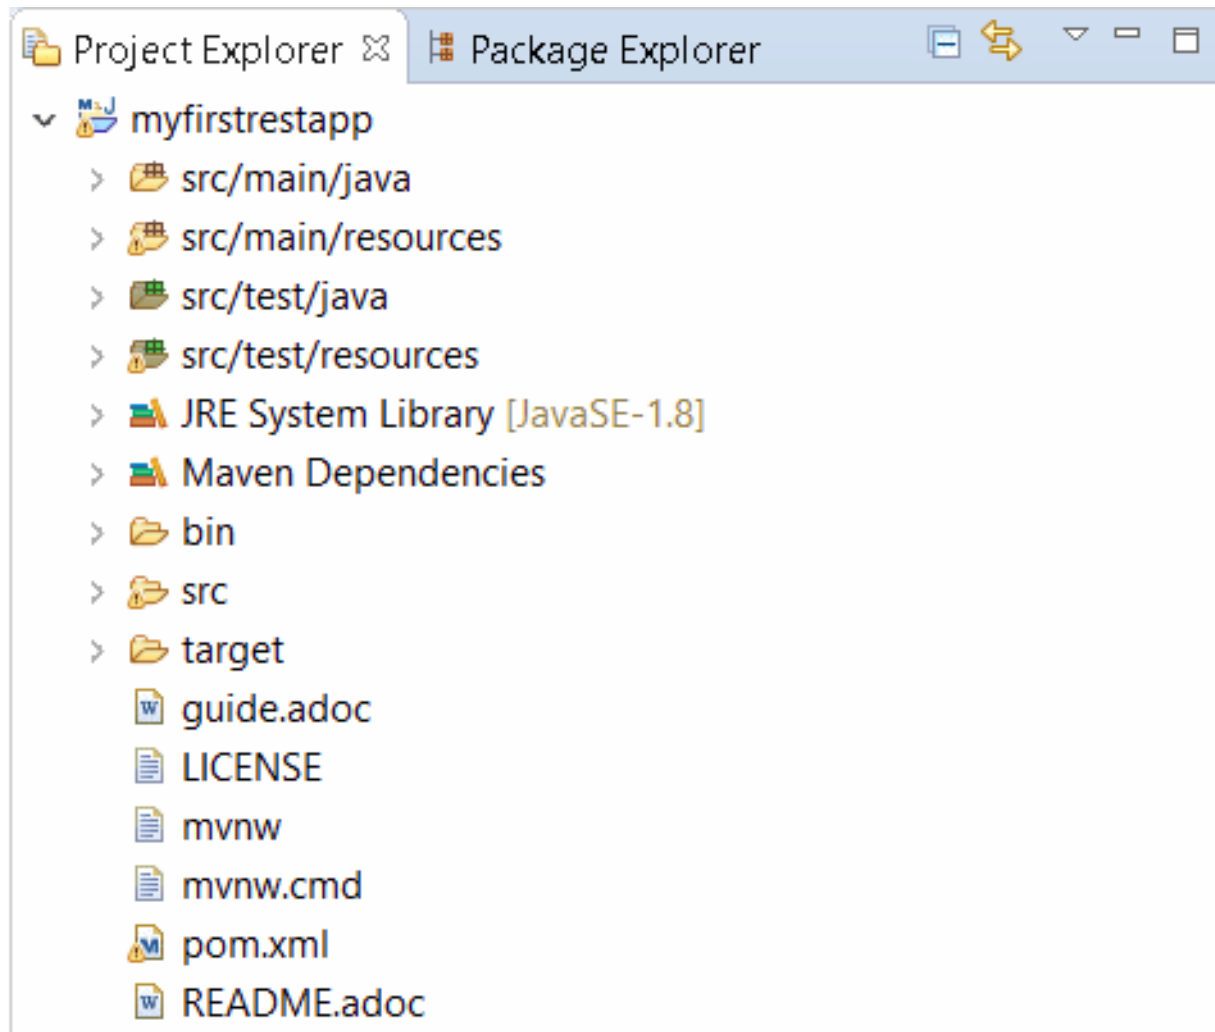 Project Explorer Package Explorer
myfirstrestapp
src/main/java
src/main/resources
src/test/java
src/test/resources
JRE System Library [JavaSE-1.8]
Maven Dependencies
bin
src
target
guide.adoc
LICENSE
mvnw
mvnw.cmd
pom.xml
README.adoc